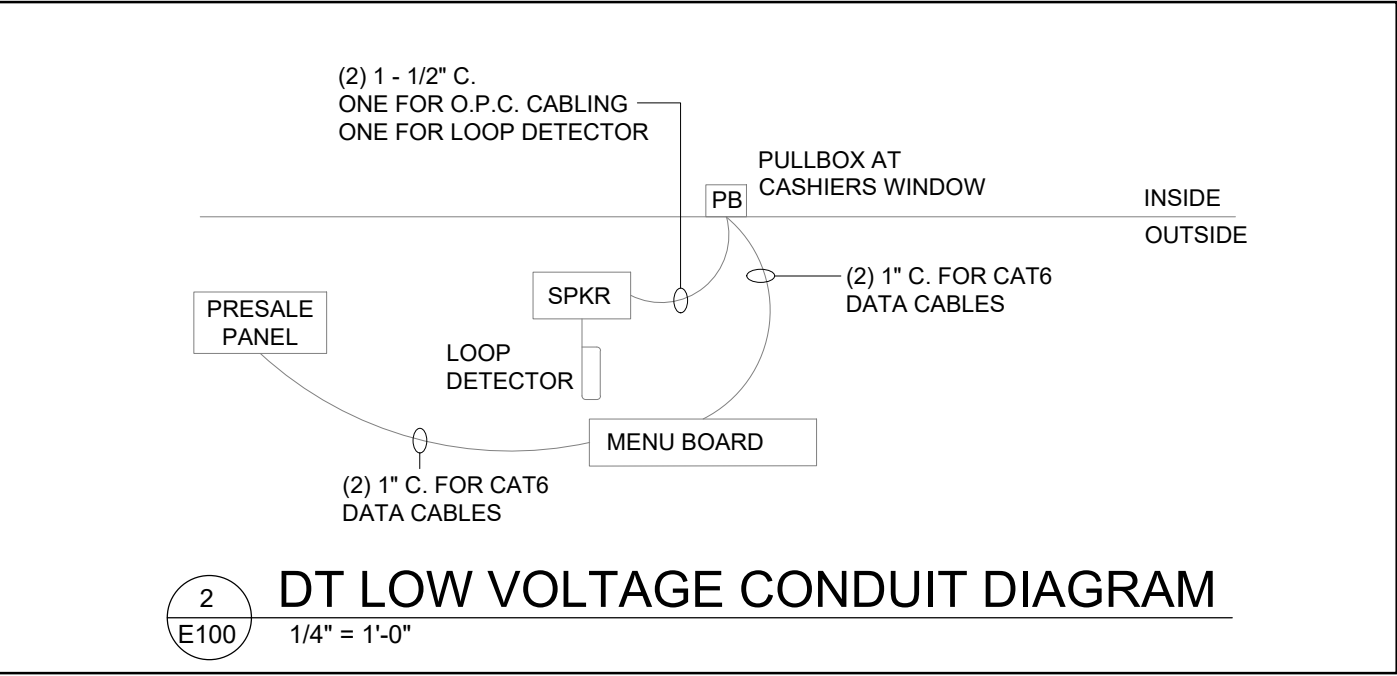 (2) 1 - 1/2" C.
ONE FOR O.P.C. CABLING
ONE FOR LOOP DETECTOR
PULLBOX AT
CASHIERS WINDOW
PB
INSIDE
OUTSIDE
(2) 1" C. FOR CAT6
DATA CABLES
SPKR
PRESALE
PANEL
LOOP
DETECTOR
MENU BOARD
(2) 1" C. FOR CAT6
DATA CABLES
2
E100
DT LOW VOLTAGE CONDUIT DIAGRAM
1/4" = 1'-0"